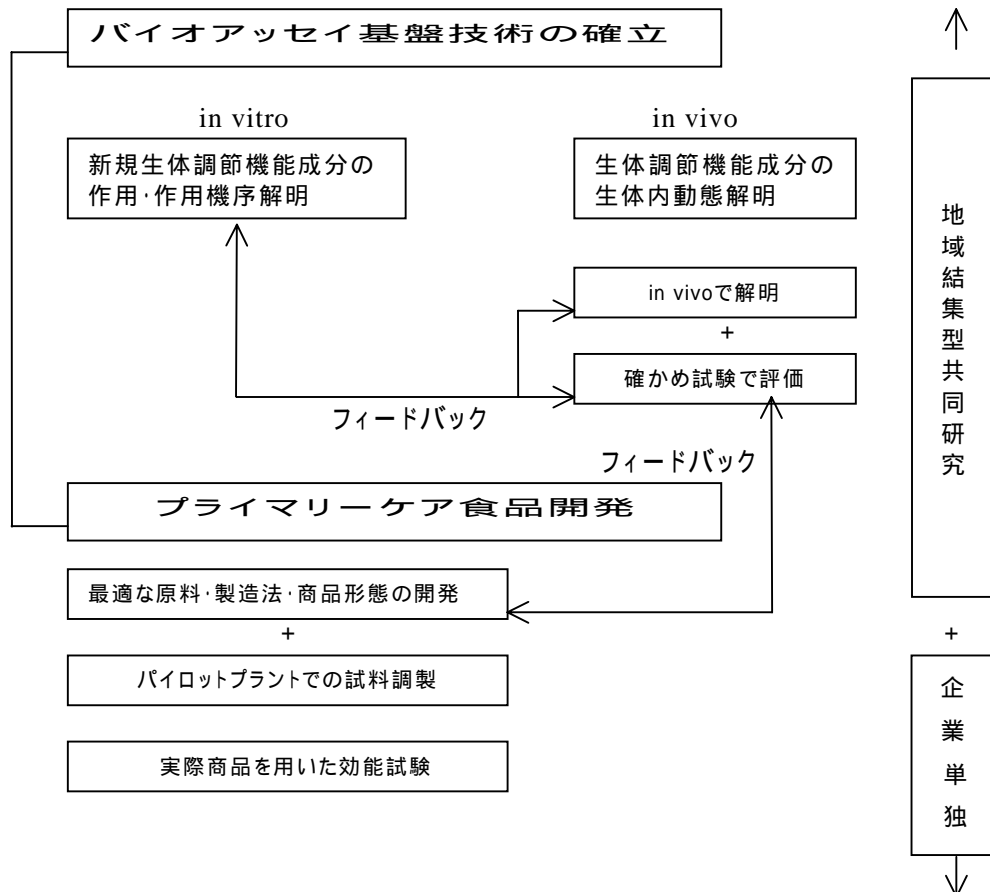 バイオアッセイ基盤技術の確立
in vitro
新規生体調節機能成分の
作用・作用機序解明
in vivo
生体調節機能成分の
生体内動態解明
in vivoで解明
+
確かめ試験で評価
フィードバック
フィードバック
プライマリーケア食品開発
最適な原料・製造法・商品形態の開発
+
パイロットプラントでの試料調製
実際商品を用いた効能試験
地域結集型共同研究
+
企業単独